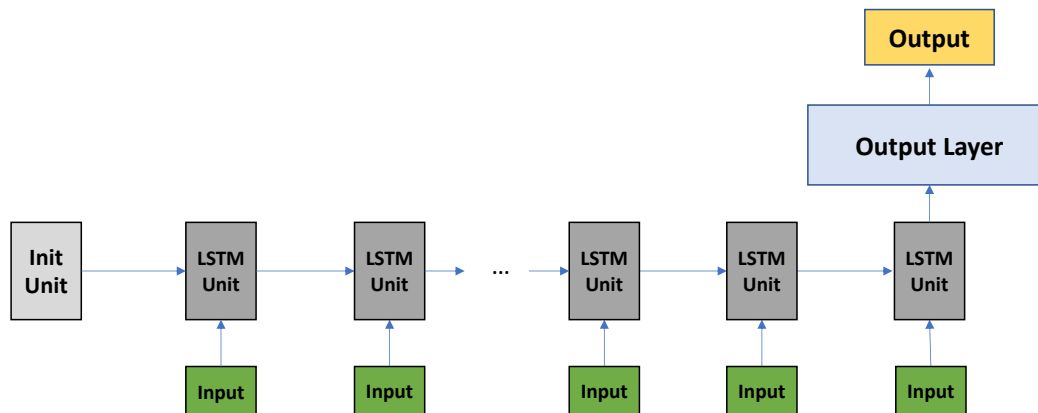 Output
Output Layer
Init
Unit
LSTM
Unit
LSTM
Unit
...
LSTM
Unit
LSTM
Unit
LSTM
Unit
Input
Input
Input
Input
Input